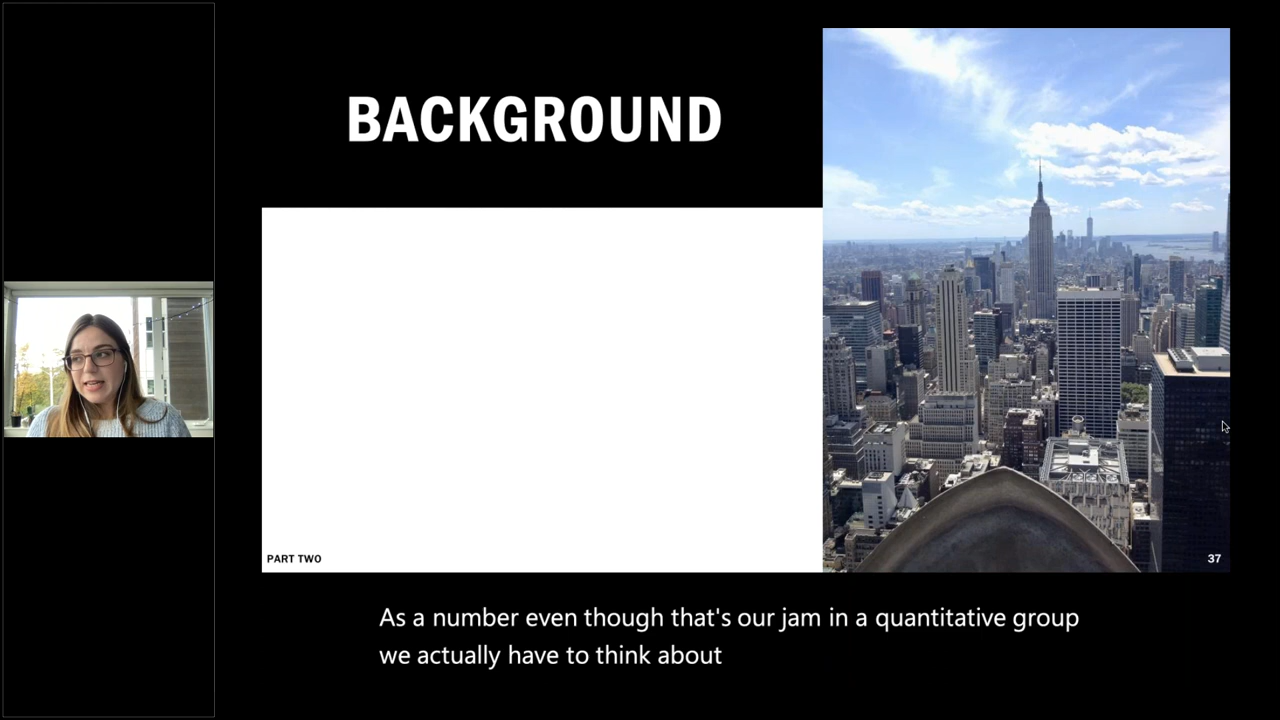 BACKGROUND
PART TWO
37
As a number even though that's our jam in a quantitative group
we actually have to think about